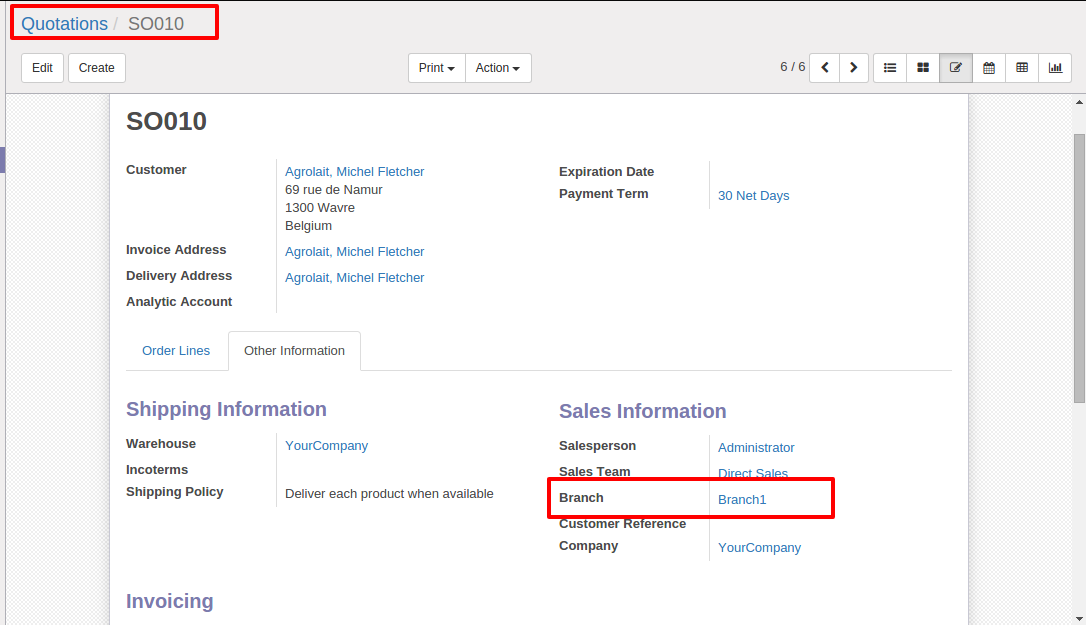 Quotations / SO010
Edit Create Print Action 6 / 6
SO010
Customer Agrolait, Michel Fletcher
69 rue de Namur
1300 Wavre
Belgium
Invoice Address Agrolait, Michel Fletcher
Delivery Address Agrolait, Michel Fletcher
Analytic Account
Expiration Date
Payment Term 30 Net Days
Order Lines Other Information
Shipping Information
Warehouse YourCompany
Incoterms
Shipping Policy Deliver each product when available
Sales Information
Salesperson Administrator
Sales Team Direct Sales
Branch Branch1
Customer Reference
Company YourCompany
Invoicing